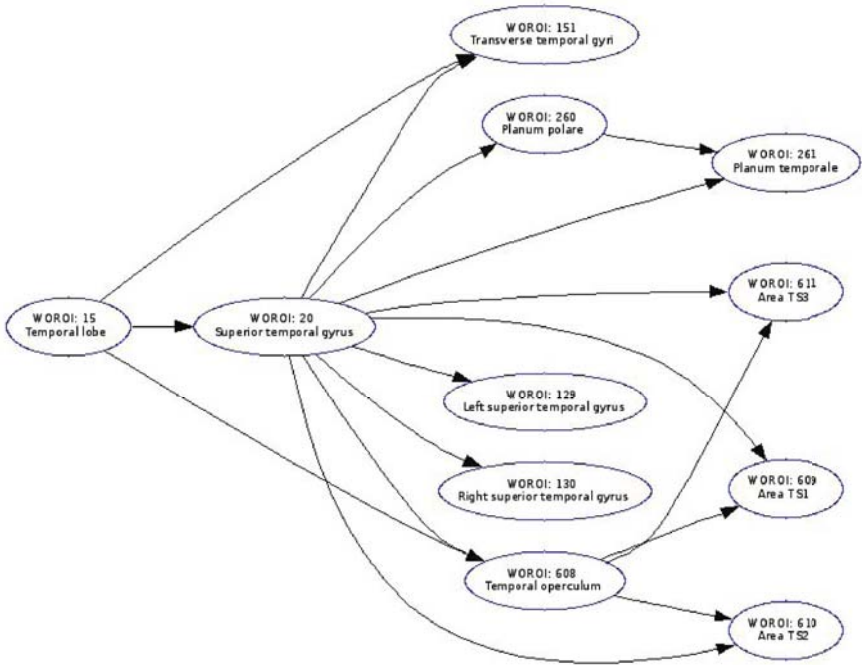 WOROI: 151
Transverse temporal gyri
WOROI: 260
Planum polare
WOROI: 261
Planum temporale
WOROI: 611
Area TS3
WOROI: 15
Temporal lobe
WOROI: 20
Superior temporal gyrus
WOROI: 129
Left superior temporal gyrus
WOROI: 130
Right superior temporal gyrus
WOROI: 609
Area TS1
WOROI: 608
Temporal operculum
WOROI: 610
Area TS2